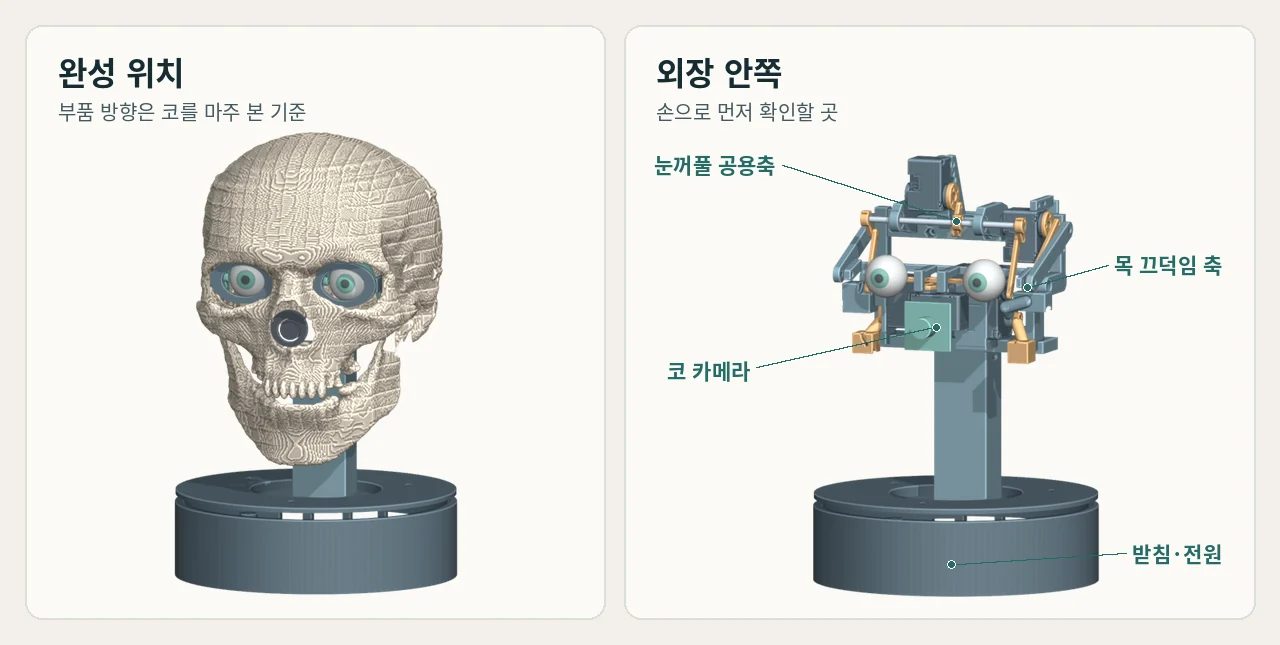 완성 위치
부품 방향은 코를 마주 본 기준
외장 안쪽
손으로 먼저 확인할 곳
눈꺼풀 공용축
목 끄덕임 축
코 카메라
받침·전원